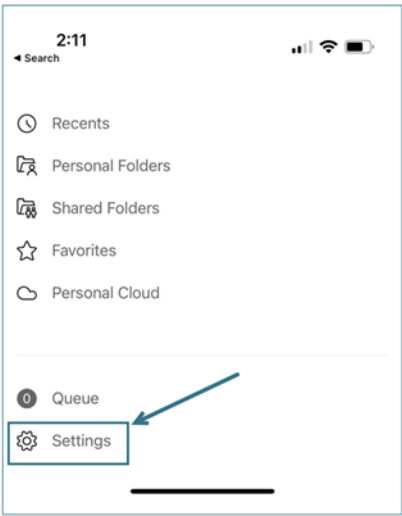 2:11
◄ Search
Recents
Personal Folders
Shared Folders
Favorites
Personal Cloud
0 Queue
Settings